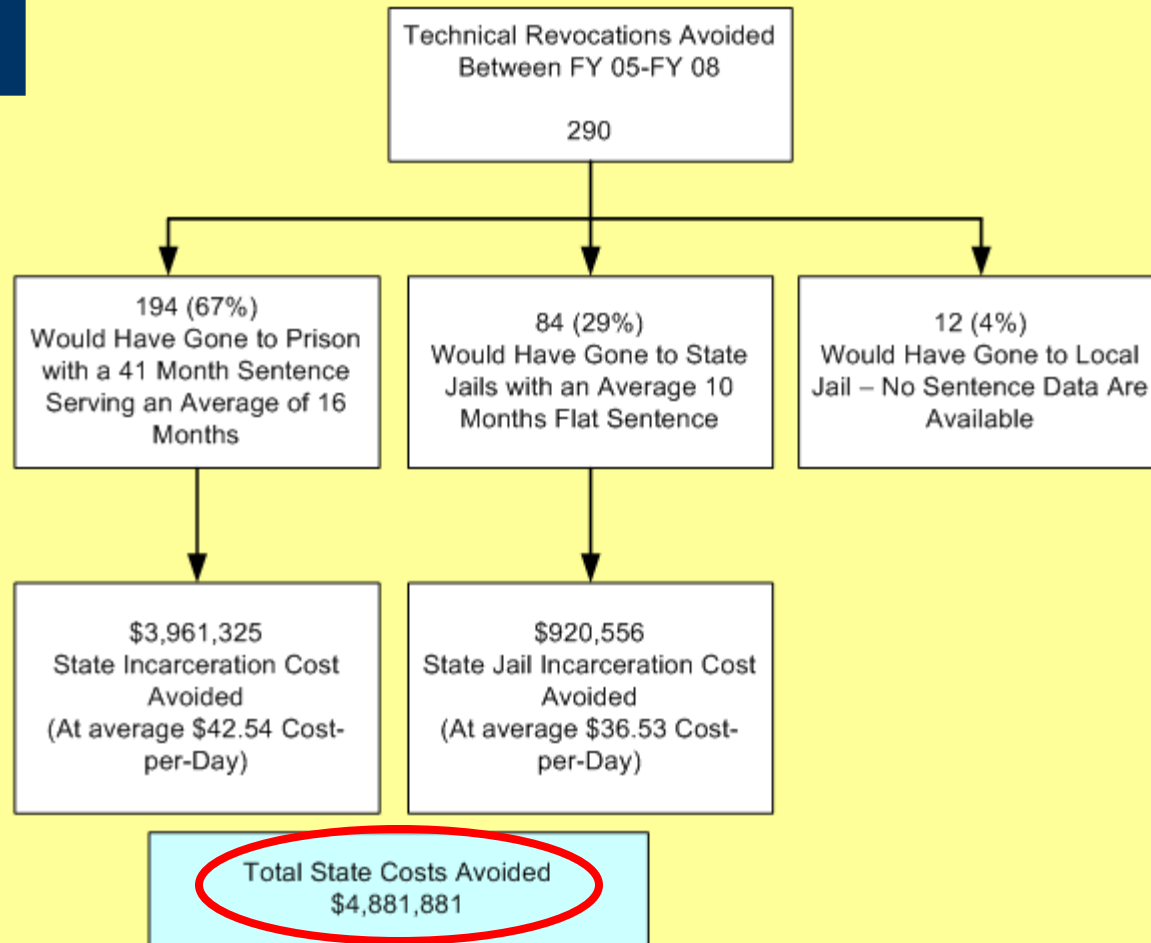 Technical Revocations Avoided
Between FY 05-FY 08
290
194 (67%)
Would Have Gone to Prison
with a 41 Month Sentence
Serving an Average of 16
Months
84 (29%)
Would Have Gone to State
Jails with an Average 10
Months Flat Sentence
12 (4%)
Would Have Gone to Local
Jail – No Sentence Data Are
Available
$3,961,325
State Incarceration Cost
Avoided
(At average $42.54 Cost-
per-Day)
$920,556
State Jail Incarceration Cost
Avoided
(At average $36.53 Cost-
per-Day)
Total State Costs Avoided
$4,881,881